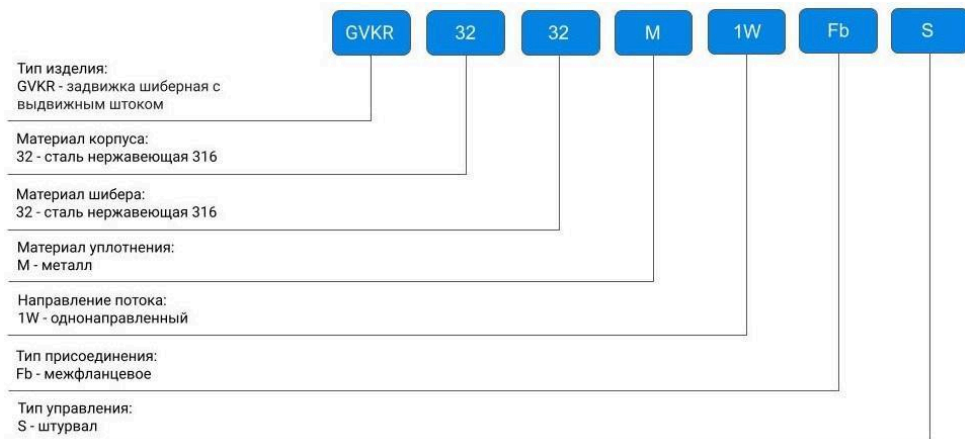 GVKR 32 32 M 1W Fb S
Тип изделия:
GVKR - задвижка шиберная с
выдвижным штоком
Материал корпуса:
32 - сталь нержавеющая 316
Материал шибера:
32 - сталь нержавеющая 316
Материал уплотнения:
М - металл
Направление потока:
1W - однонаправленный
Тип присоединения:
Fb - межфланцевое
Тип управления:
S - штурвал